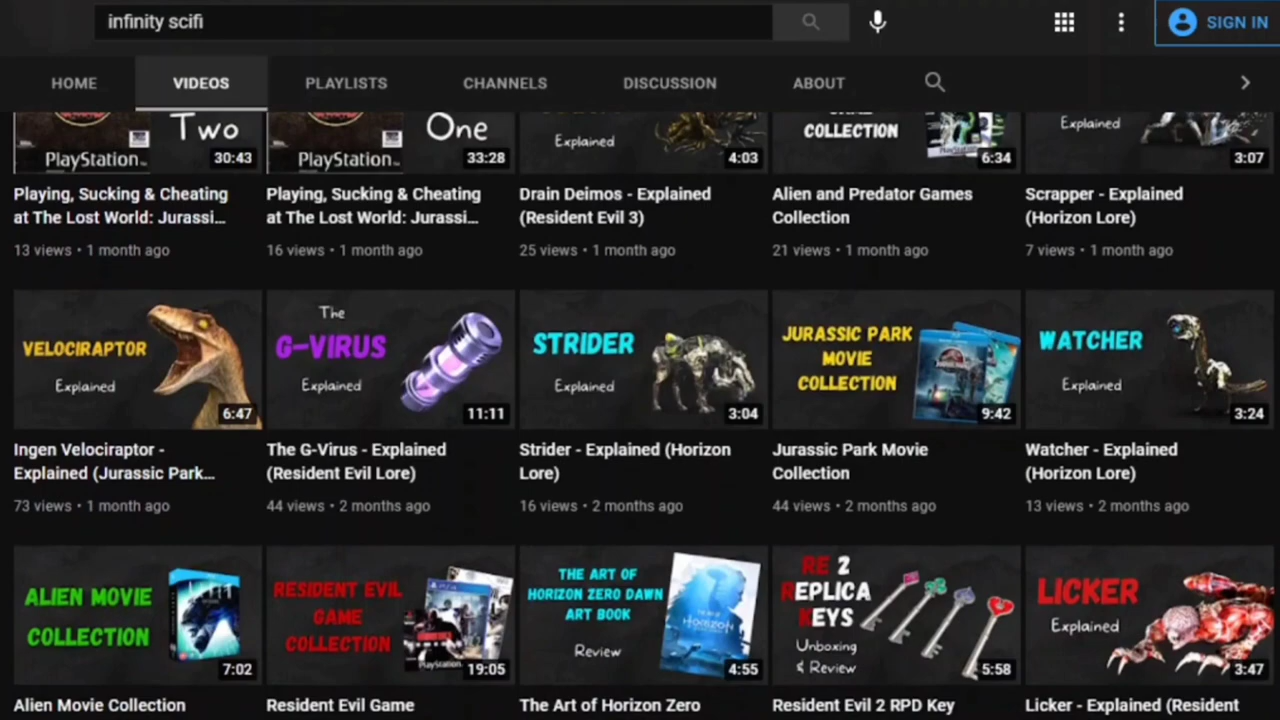 infinity scifi
SIGN IN
HOME VIDEOS PLAYLISTS CHANNELS DISCUSSION ABOUT
PlayStation
Two
30:43
PlayStation
One
33:28
Explained
4:03
COLLECTION
6:34
Explained
3:07
Playing, Sucking & Cheating
at The Lost World: Jurassi...
13 views • 1 month ago
Playing, Sucking & Cheating
at The Lost World: Jurassi...
16 views • 1 month ago
Drain Deimos - Explained
(Resident Evil 3)
25 views • 1 month ago
Alien and Predator Games
Collection
21 views • 1 month ago
Scrapper - Explained
(Horizon Lore)
7 views • 1 month ago
VELOCIRAPTOR
Explained
6:47
The
G-VIRUS
Explained
11:11
STRIDER
Explained
3:04
JURASSIC PARK
MOVIE
COLLECTION
9:42
WATCHER
Explained
3:24
Ingen Velociraptor -
Explained (Jurassic Park...
73 views • 1 month ago
The G-Virus - Explained
(Resident Evil Lore)
44 views • 2 months ago
Strider - Explained (Horizon
Lore)
16 views • 2 months ago
Jurassic Park Movie
Collection
44 views • 2 months ago
Watcher - Explained
(Horizon Lore)
13 views • 2 months ago
ALIEN MOVIE
COLLECTION
7:02
RESIDENT EVIL
GAME
COLLECTION
PlayStation
19:05
THE ART OF
HORIZON ZERO DAWN
ART BOOK
Review
HORIZON
4:55
RE 2
REPLICA
KEYS
Unboxing
& Review
5:58
LICKER
Explained
3:47
Alien Movie Collection
Resident Evil Game
The Art of Horizon Zero
Resident Evil 2 RPD Key
Licker - Explained (Resident